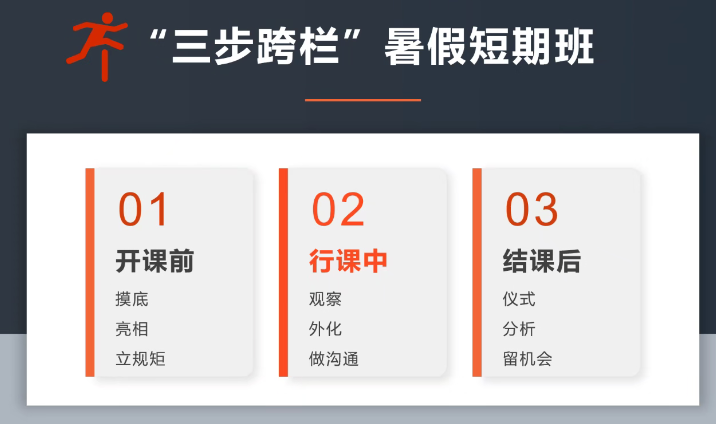 “三步跨栏”暑假短期班
01
开课前
摸底
亮相
立规矩
02
行课中
观察
外化
做沟通
03
结课后
仪式
分析
留机会